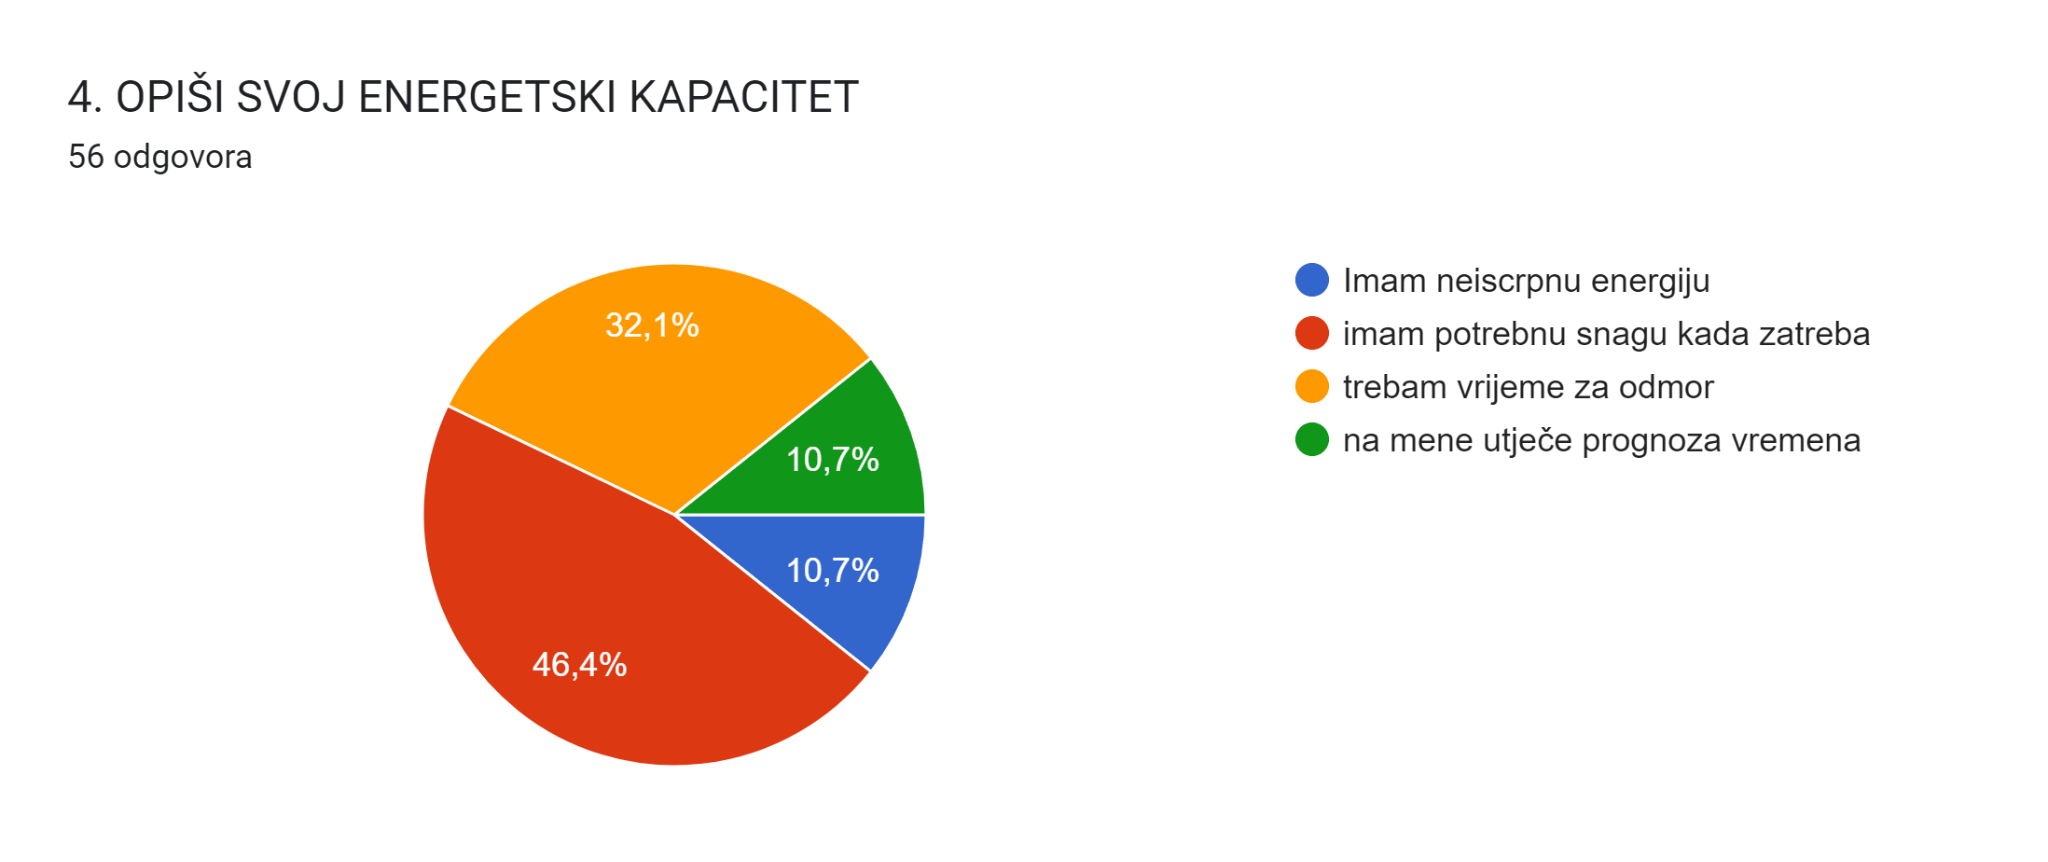 4. OPIŠI SVOJ ENERGETSKI KAPACITET
56 odgovora
32,1%
10,7%
10,7%
46,4%
Imam neiscrpnu energiju
imam potrebnu snagu kada zatreba
trebam vrijeme za odmor
na mene utječe prognoza vremena